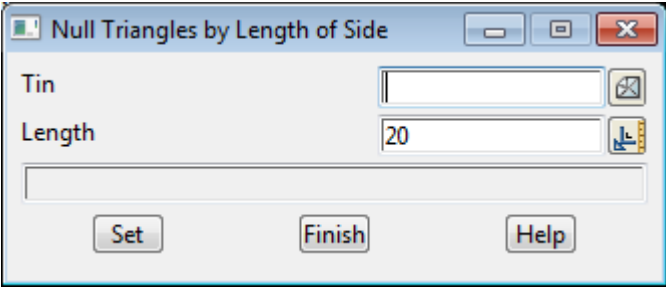 Null Triangles by Length of Side
Tin
Length 20
Set Finish Help